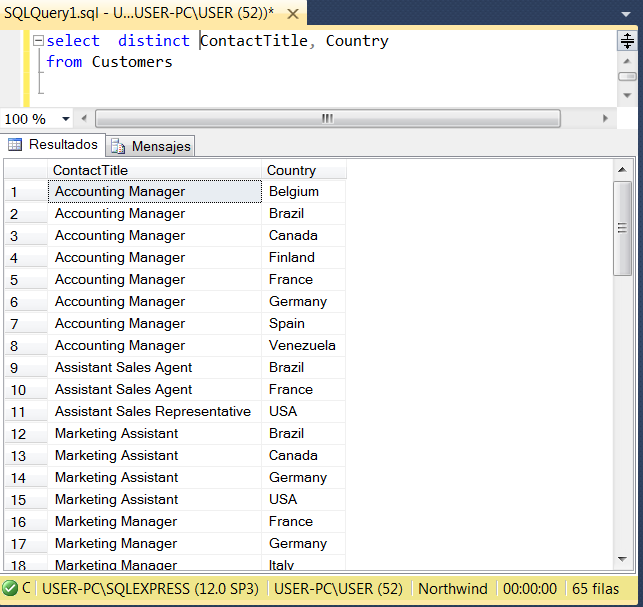 SQLQuery1.sql - U...USER-PC\USER (52))*
select  distinct ContactTitle, Country
from Customers
100 %
Resultados Mensajes
ContactTitle Country
1 Accounting Manager Belgium
2 Accounting Manager Brazil
3 Accounting Manager Canada
4 Accounting Manager Finland
5 Accounting Manager France
6 Accounting Manager Germany
7 Accounting Manager Spain
8 Accounting Manager Venezuela
9 Assistant Sales Agent Brazil
10 Assistant Sales Agent France
11 Assistant Sales Representative USA
12 Marketing Assistant Brazil
13 Marketing Assistant Canada
14 Marketing Assistant Germany
15 Marketing Assistant USA
16 Marketing Manager France
17 Marketing Manager Germany
18 Marketing Manager Italy
C USER-PC\SQLEXPRESS (12.0 SP3) USER-PC\USER (52) Northwind 00:00:00 65 filas